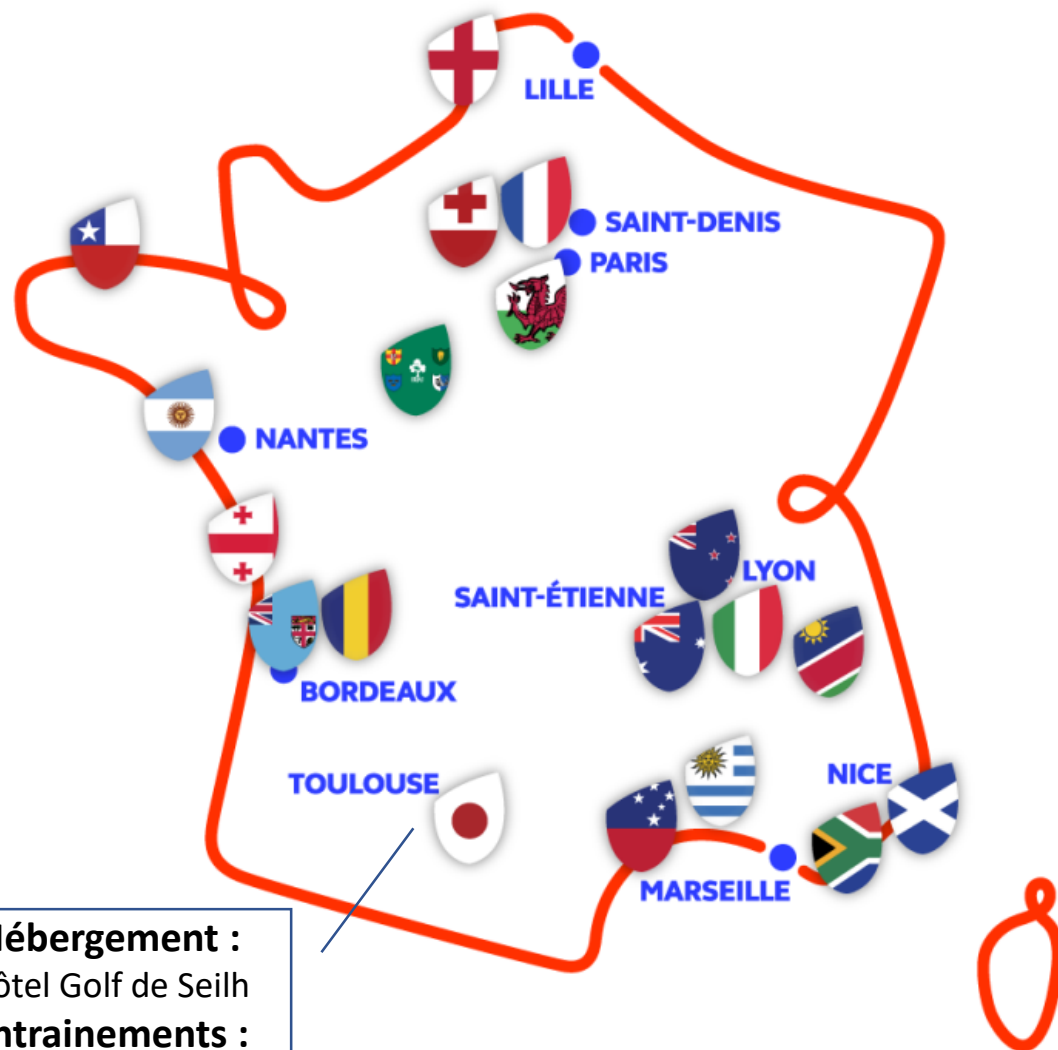 LILLE
SAINT-DENIS
PARIS
NANTES
LYON
SAINT-ÉTIENNE
BORDEAUX
TOULOUSE
NICE
MARSEILLE
Hébergement :
ôtel Golf de Seilh
ntrainements :